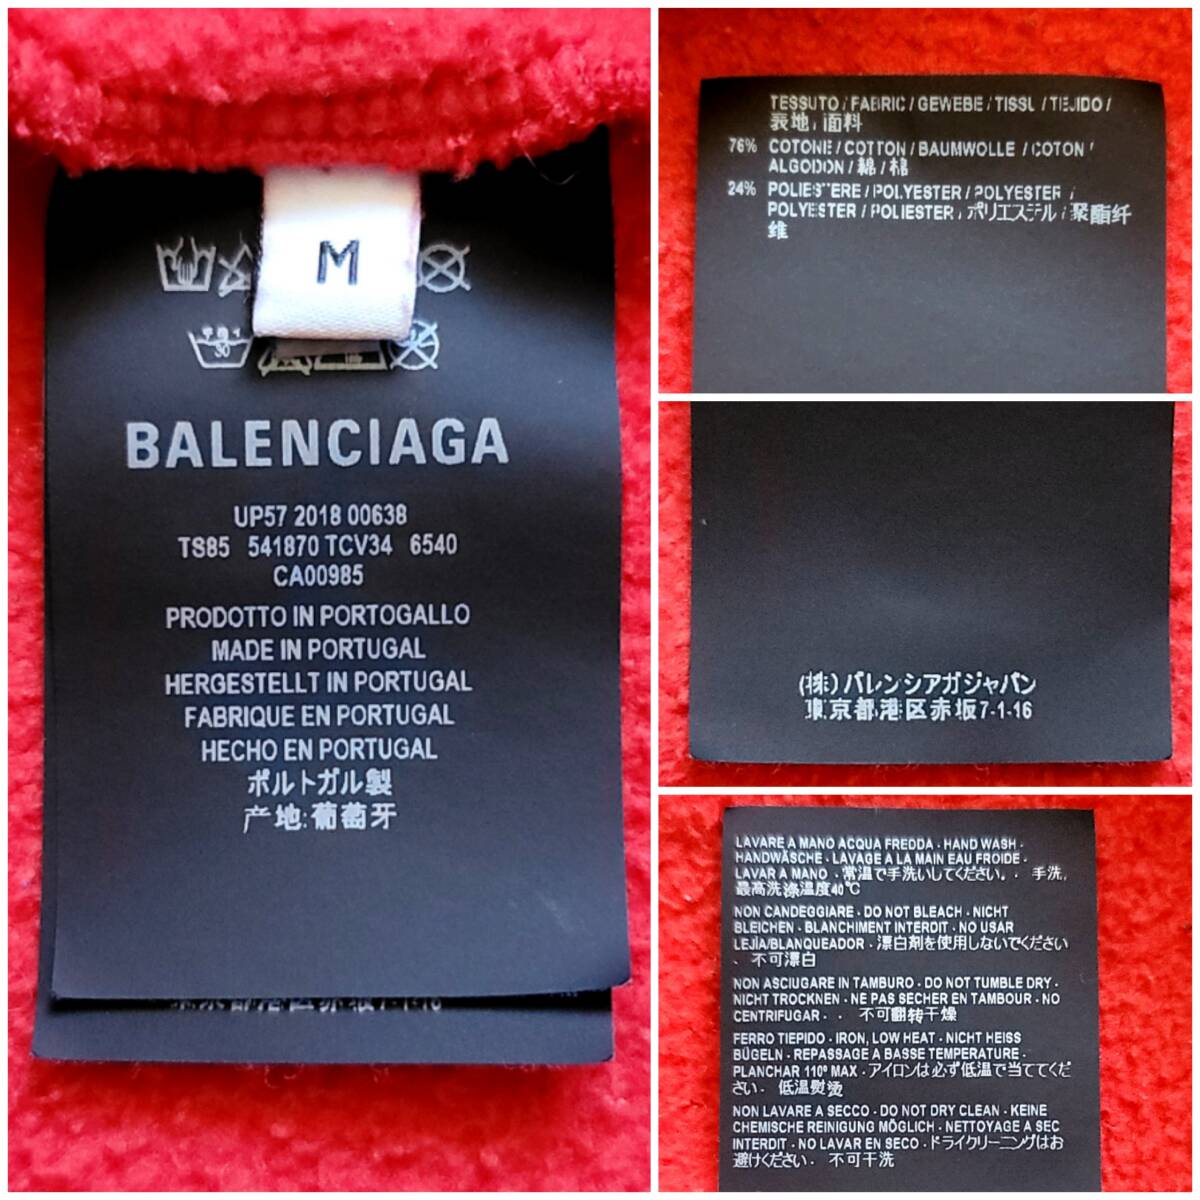 M
BALENCIAGA
UP57 2018 00638
TS85 541870 TCV34 6540
CA00985
PRODOTTO IN PORTOGALLO
MADE IN PORTUGAL
HERGESTELLT IN PORTUGAL
FABRIQUE EN PORTUGAL
HECHO EN PORTUGAL
ポルトガル製
产地:葡萄牙
TESSUTO / FABRIC / GEWEBE / TISSU / TEJIDO /
表地 / 面料
76% COTONE / COTTON / BAUMWOLLE / COTON /
ALGODON / 綿 / 棉
24% POLIESTERE / POLYESTER / POLYESTER /
POLYESTER / POLIESTER / ポリエステル / 聚酯纤
维
(株) バレンシアガジャパン
東京都港区赤坂7-1-16
LAVARE A MANO ACQUA FREDDA - HAND WASH -
HANDWÄSCHE - LAVAGE A LA MAIN EAU FROIDE -
LAVAR A MANO - 常温で手洗いしてください。 - 手洗,
最高洗涤温度40℃
NON CANDEGGIARE - DO NOT BLEACH - NICHT
BLEICHEN - BLANCHIMENT INTERDIT - NO USAR
LEJÍA/BLANQUEADOR - 漂白剤を使用しないでください
- 不可漂白
NON ASCIUGARE IN TAMBURO - DO NOT TUMBLE DRY -
NICHT TROCKNEN - NE PAS SECHER EN TAMBOUR - NO
CENTRIFUGAR - - 不可翻转干燥
FERRO TIEPIDO - IRON, LOW HEAT - NICHT HEISS
BÜGELN - REPASSAGE A BASSE TEMPERATURE -
PLANCHAR 110º MAX - アイロンは必ず低温で当ててくだ
さい - 低温熨烫
NON LAVARE A SECCO - DO NOT DRY CLEAN - KEINE
CHEMISCHE REINIGUNG MÖGLICH - NETTOYAGE A SEC
INTERDIT - NO LAVAR EN SECO - ドライクリーニングはお
避けください - 不可干洗